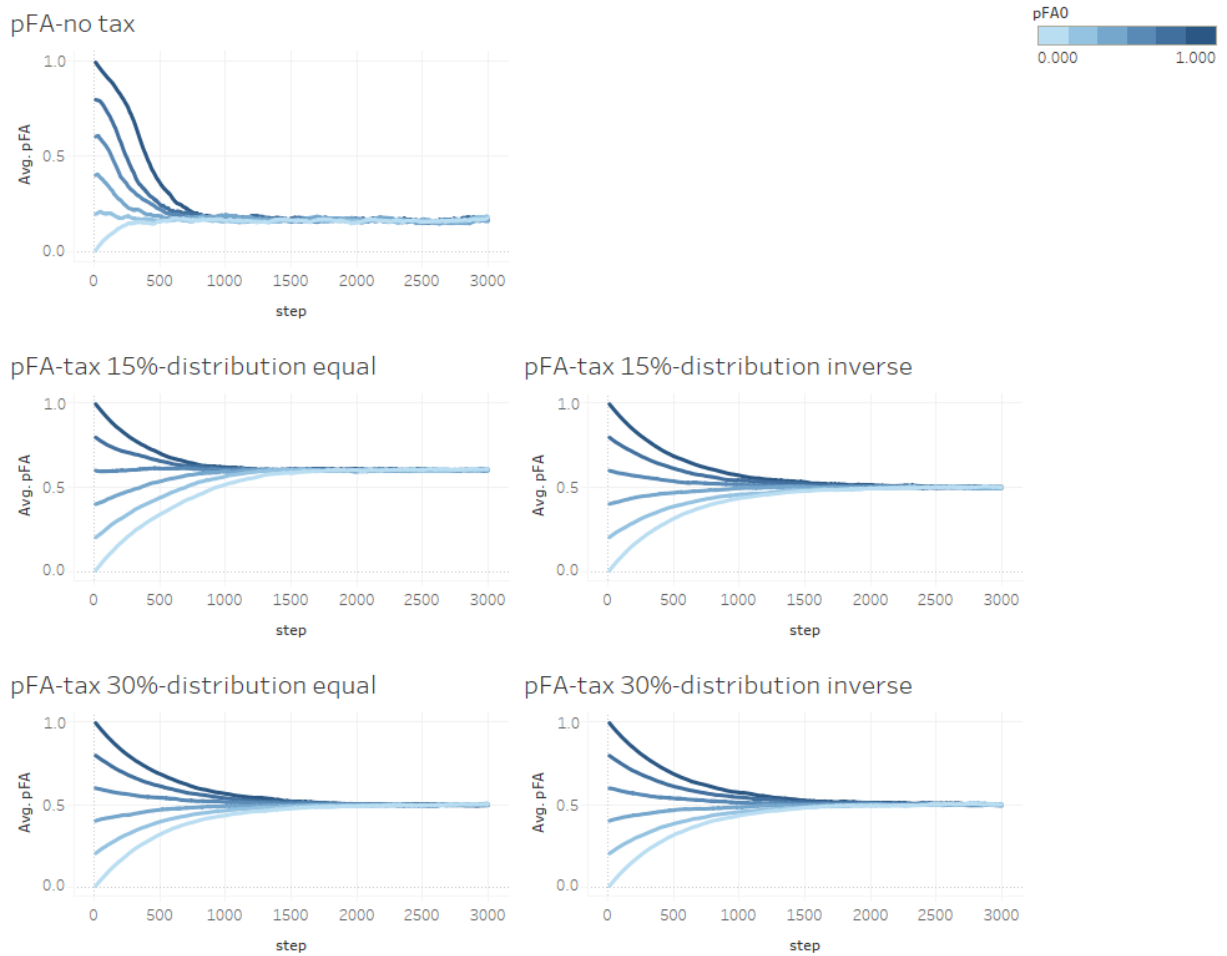 pFA-no tax
pFA0
0.000 1.000
1.0
0.5
0.0
Avg. pFA
0 500 1000 1500 2000 2500 3000
step
pFA-tax 15%-distribution equal
1.0
0.5
0.0
Avg. pFA
0 500 1000 1500 2000 2500 3000
step
pFA-tax 15%-distribution inverse
1.0
0.5
0.0
Avg. pFA
0 500 1000 1500 2000 2500 3000
step
pFA-tax 30%-distribution equal
1.0
0.5
0.0
Avg. pFA
0 500 1000 1500 2000 2500 3000
step
pFA-tax 30%-distribution inverse
1.0
0.5
0.0
Avg. pFA
0 500 1000 1500 2000 2500 3000
step